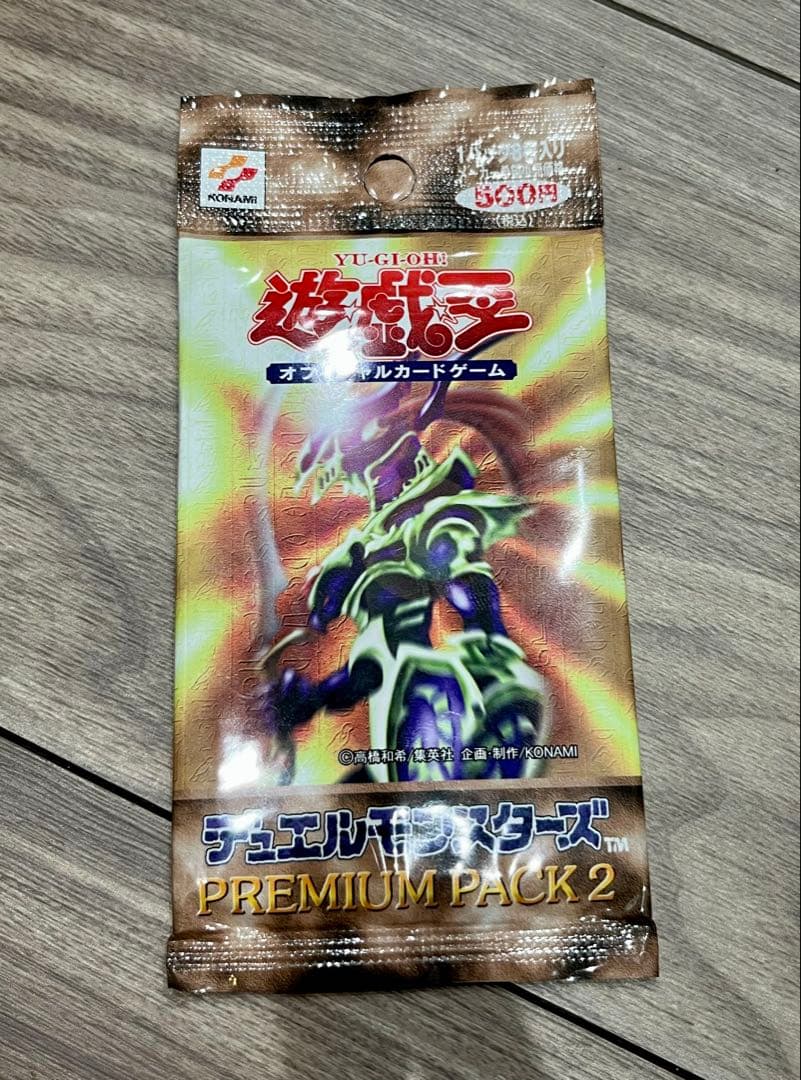 KONAMI
500円
(税込)
YU-GI-OH!
遊戯王
オフィシャルカードゲーム
©高橋和希/集英社 企画・制作/KONAMI
デュエルモンスターズ™
PREMIUM PACK 2